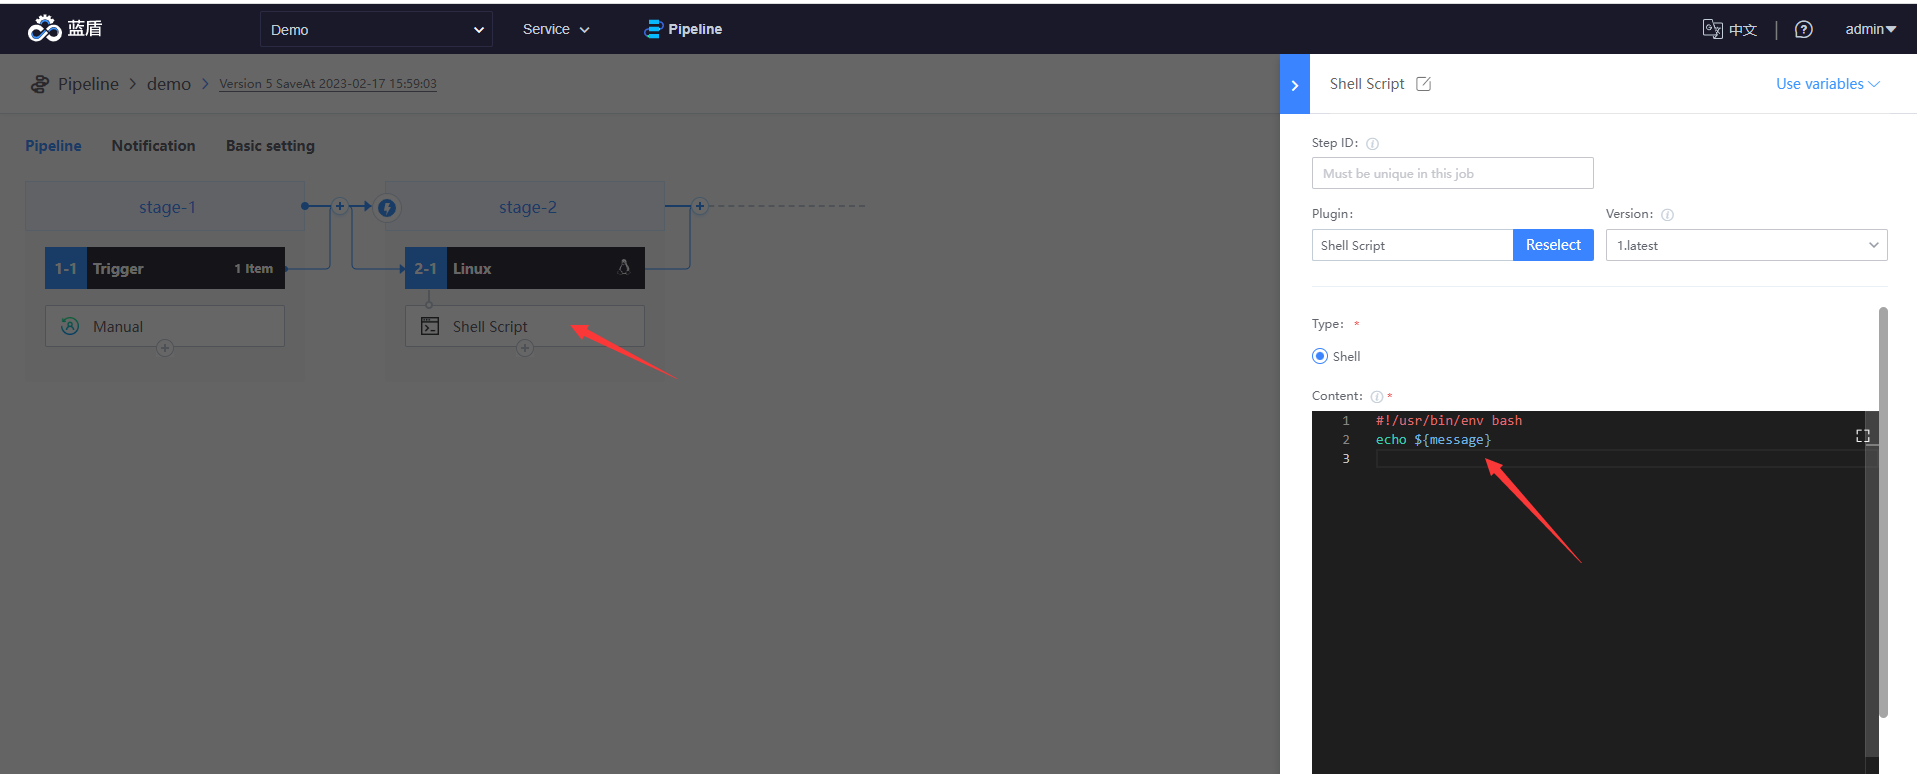 蓝盾 Demo Service Pipeline 中文 | admin
Pipeline demo Version 5 SaveAt 2023-02-17 15:59:03
Pipeline Notification Basic setting
stage-1 stage-2
1-1 Trigger 1 Item 2-1 Linux
Manual Shell Script
Shell Script Use variables
Step ID:
Must be unique in this job
Plugin: Version:
Shell Script Reselect 1.latest
Type: *
Shell
Content: *
1 #!/usr/bin/env bash
2 echo ${message}
3